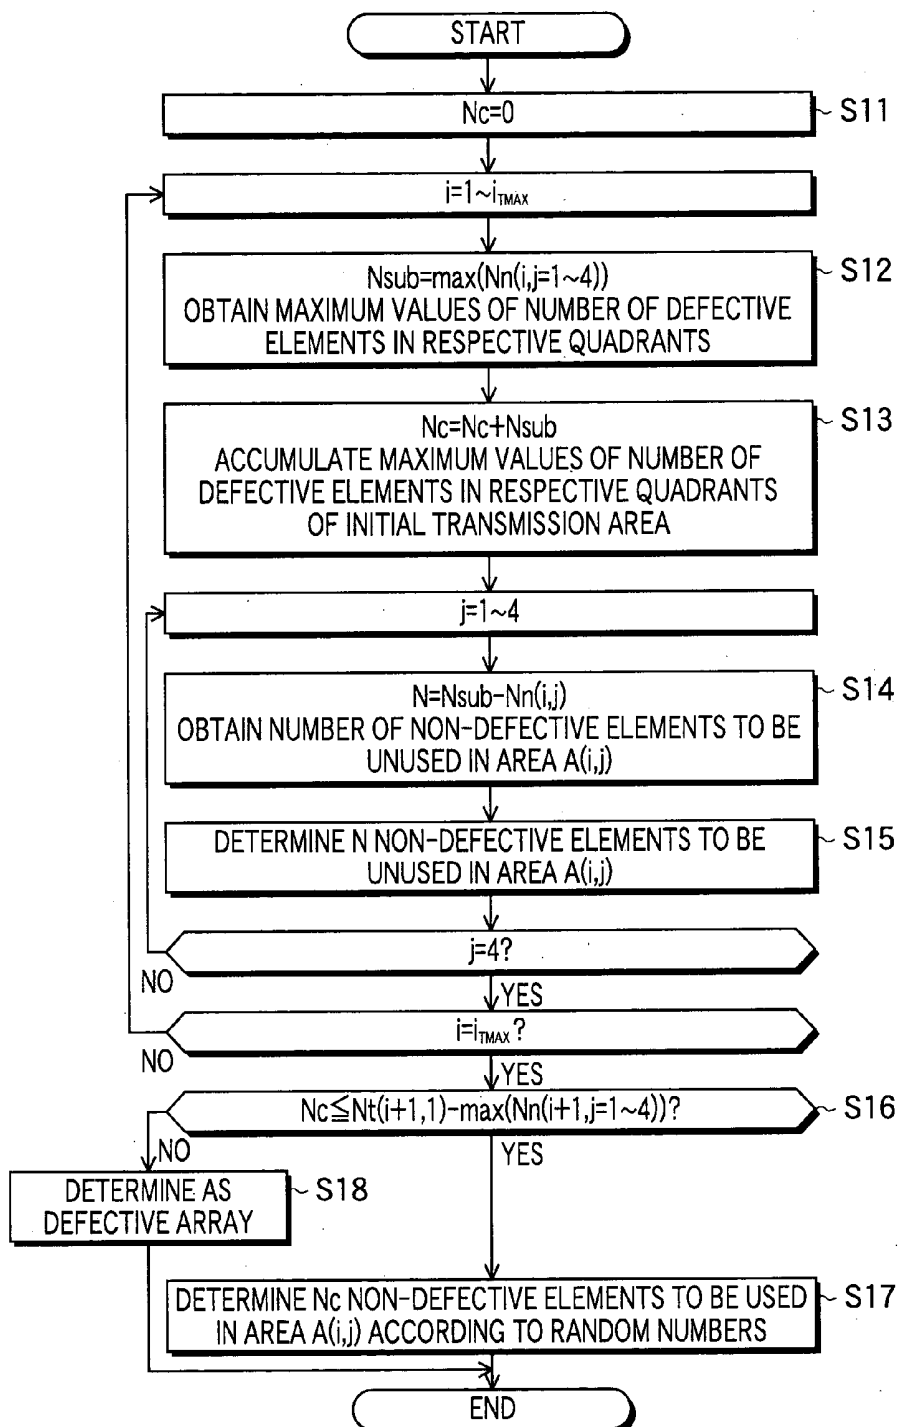 START
Nc=0
S11
i=1~iTMAX
Nsub=max(Nn(i,j=1~4))
OBTAIN MAXIMUM VALUES OF NUMBER OF DEFECTIVE
ELEMENTS IN RESPECTIVE QUADRANTS
S12
Nc=Nc+Nsub
ACCUMULATE MAXIMUM VALUES OF NUMBER OF
DEFECTIVE ELEMENTS IN RESPECTIVE QUADRANTS
OF INITIAL TRANSMISSION AREA
S13
j=1~4
N=Nsub-Nn(i,j)
OBTAIN NUMBER OF NON-DEFECTIVE ELEMENTS TO BE
UNUSED IN AREA A(i,j)
S14
DETERMINE N NON-DEFECTIVE ELEMENTS TO BE
UNUSED IN AREA A(i,j)
S15
j=4?
NO
YES
i=iTMAX?
NO
YES
Nc≦Nt(i+1,1)-max(Nn(i+1,j=1~4))?
S16
NO
YES
DETERMINE AS
DEFECTIVE ARRAY
S18
DETERMINE Nc NON-DEFECTIVE ELEMENTS TO BE USED
IN AREA A(i,j) ACCORDING TO RANDOM NUMBERS
S17
END